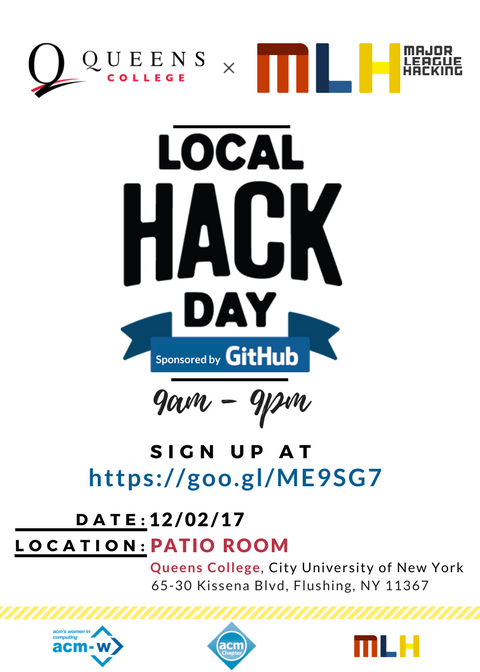 QUEENS
COLLEGE
×
MLH
MAJOR
LEAGUE
HACKING
LOCAL
HACK
DAY
Sponsored by GitHub
9am - 9pm
SIGN UP AT
https://goo.gl/ME9SG7
DATE: 12/02/17
LOCATION: PATIO ROOM
Queens College, City University of New York
65-30 Kissena Blvd, Flushing, NY 11367
acm's women in
computing
acm-w
acm
Chapter
MLH